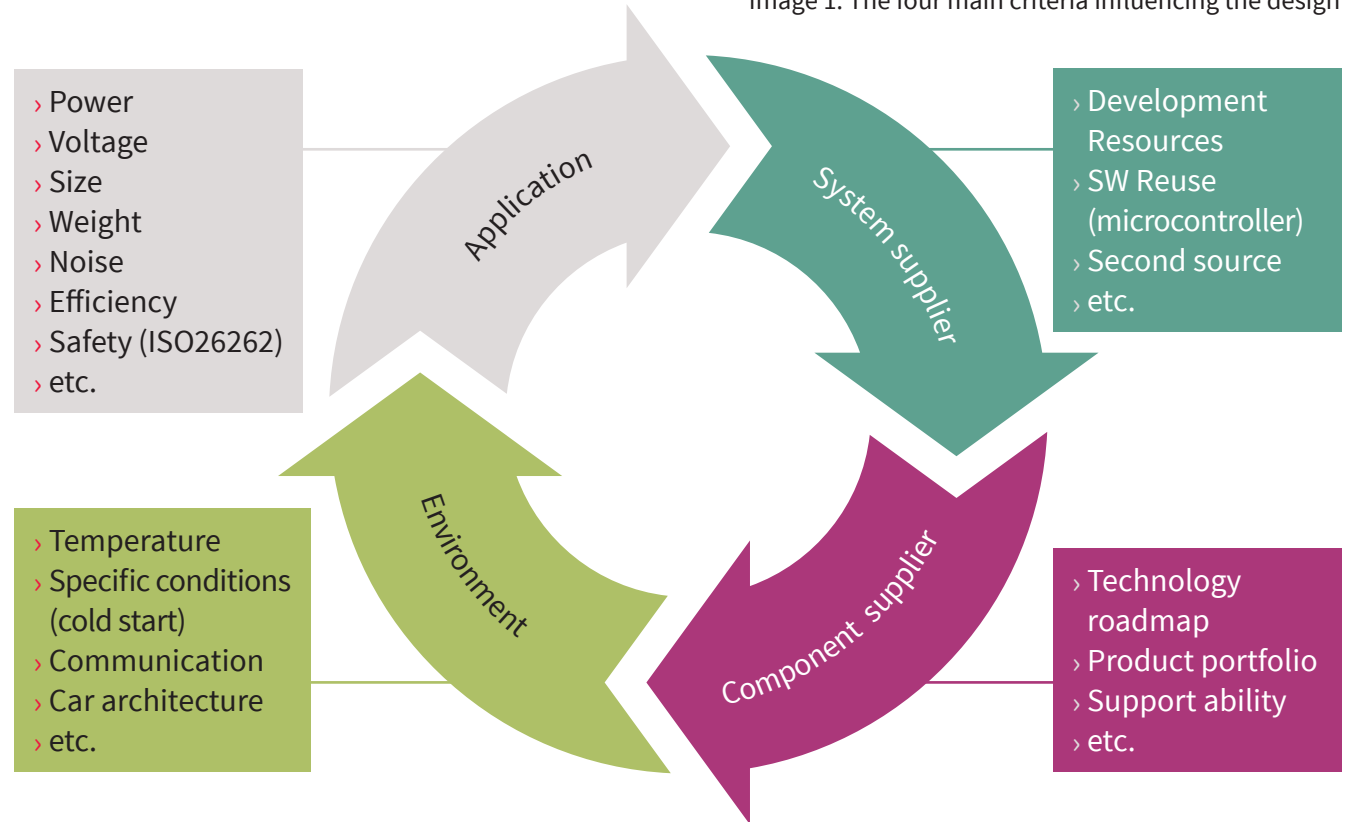 Image 1: The four main criteria influencing the design
› Power
› Voltage
› Size
› Weight
› Noise
› Efficiency
› Safety (ISO26262)
› etc.
Application
System supplier
› Development
Resources
› SW Reuse
(microcontroller)
› Second source
› etc.
› Temperature
› Specific conditions
(cold start)
› Communication
› Car architecture
› etc.
Environment
Component supplier
› Technology
roadmap
› Product portfolio
› Support ability
› etc.